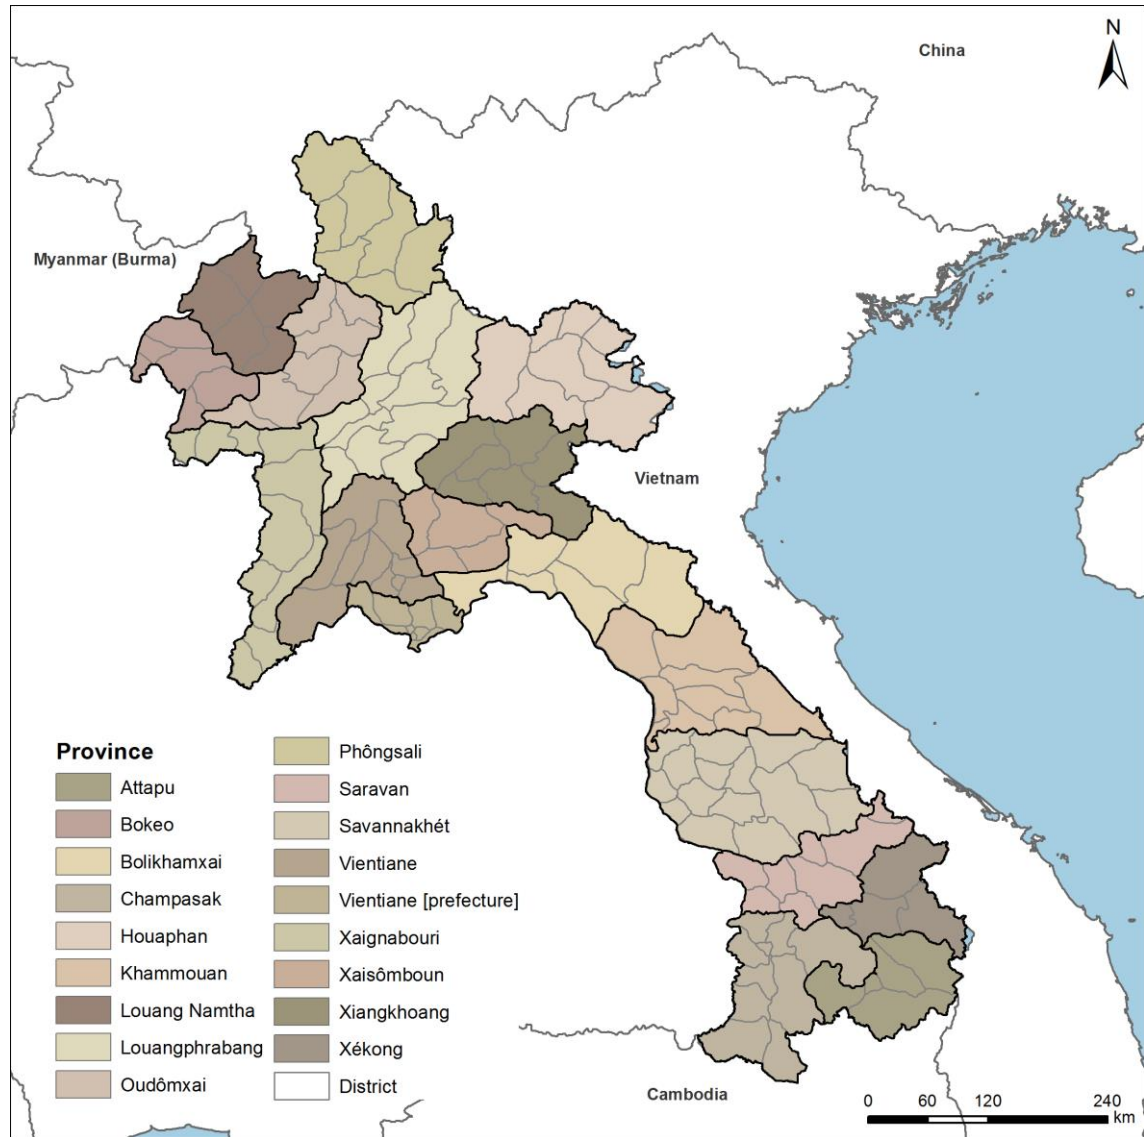 China
N
Myanmar (Burma)
Vietnam
Province
Attapu
Bokeo
Bolikhamxai
Champasak
Houaphan
Khammouan
Louang Namtha
Louangphrabang
Oudômxai
Phôngsali
Saravan
Savannakhét
Vientiane
Vientiane [prefecture]
Xaignabouri
Xaisômboun
Xiangkhoang
Xékong
District
Cambodia
0 60 120 240
km